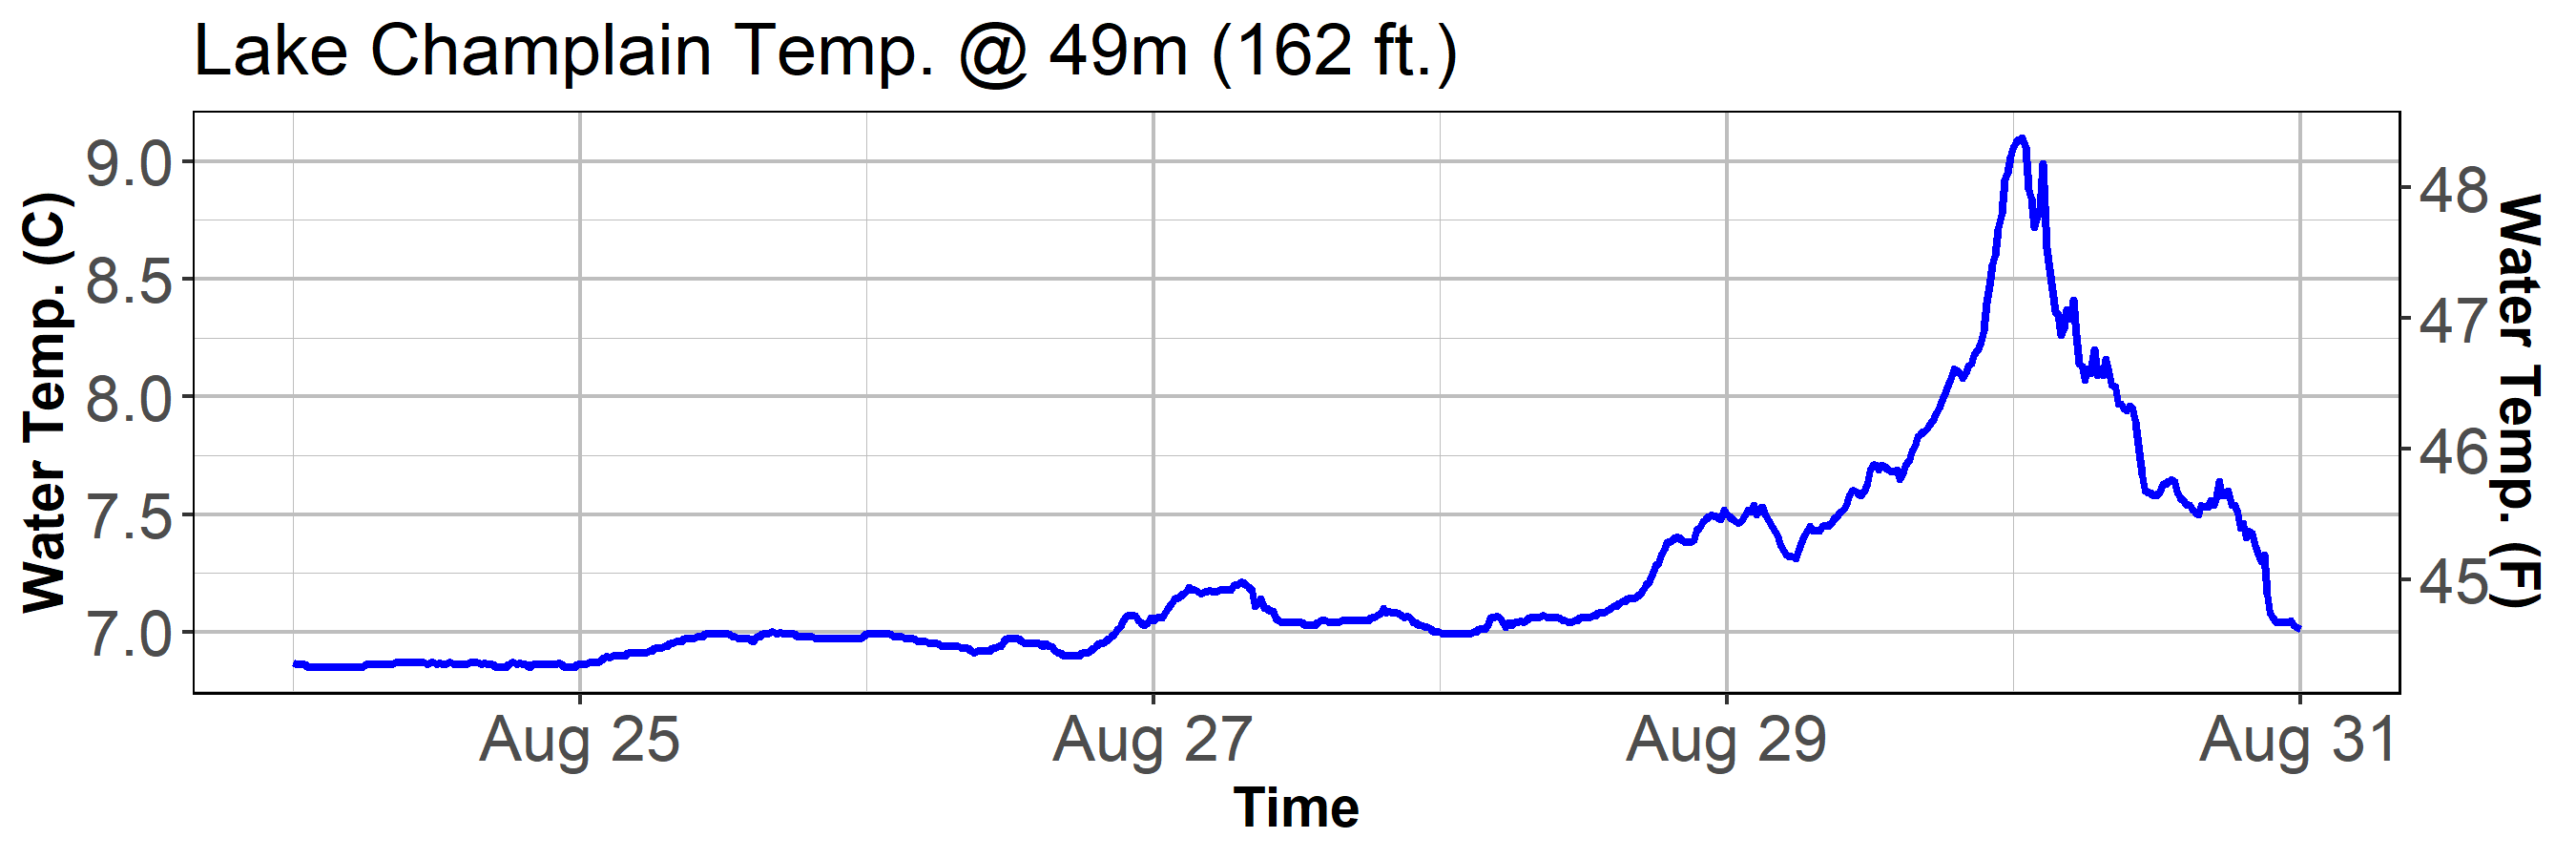 Lake Champlain Temp. @ 49m (162 ft.)
Water Temp. (C)
9.0
8.5
8.0
7.5
7.0
48
47
46
45
Water Temp. (F)
Aug 25 Aug 27 Aug 29 Aug 31
Time